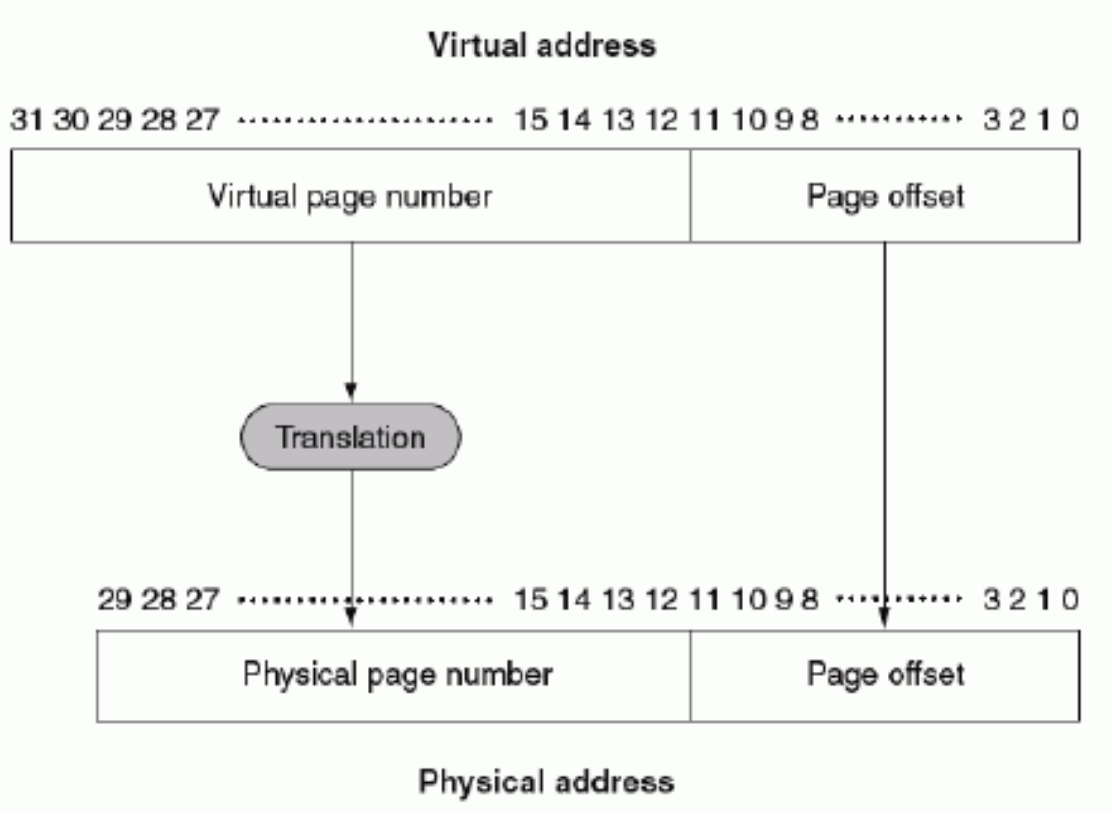 Virtual address
31 30 29 28 27 ·················· 15 14 13 12 11 10 9 8 ········· 3 2 1 0
Virtual page number Page offset
Translation
29 28 27 ·················· 15 14 13 12 11 10 9 8 ········· 3 2 1 0
Physical page number Page offset
Physical address